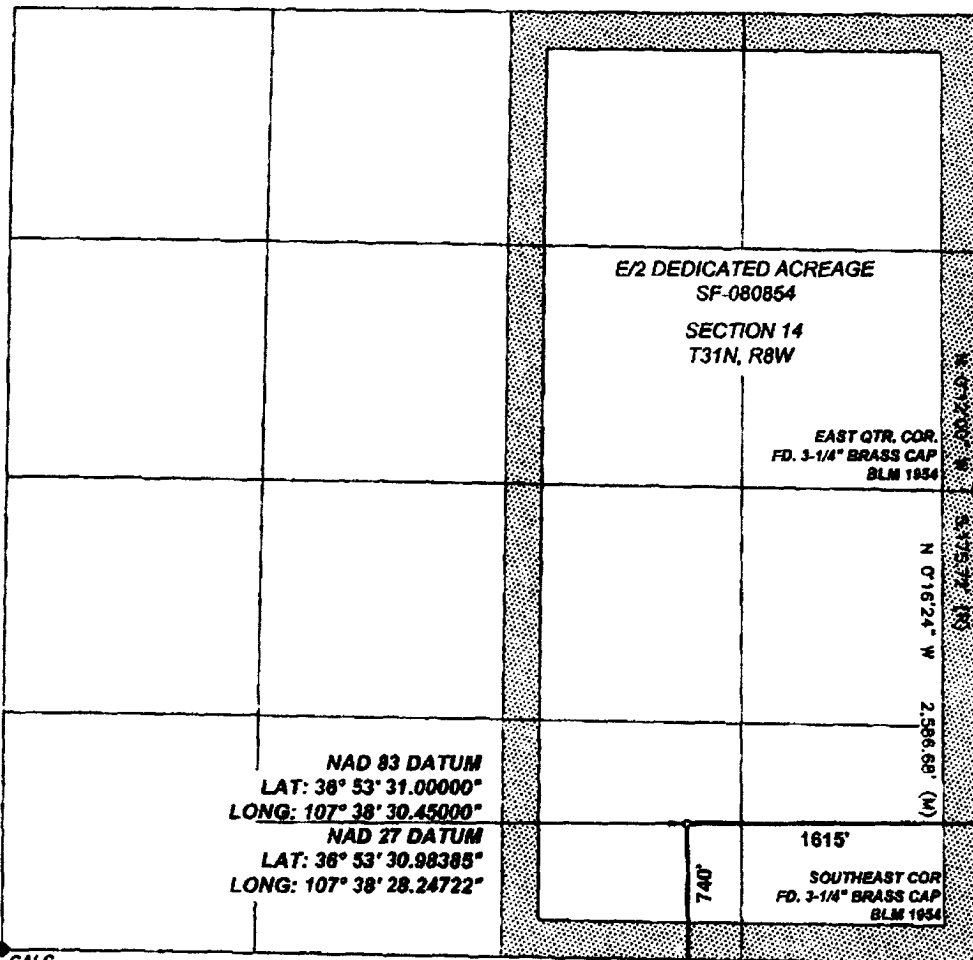 E/2 DEDICATED ACREAGE
SF-080854
SECTION 14
T31N, R8W
EAST QTR. COR.
FD. 3-1/4" BRASS CAP
BLM 1954
N 0°16'24" W 2,586.68' (M)
NAD 83 DATUM
LAT: 36° 53' 31.00000"
LONG: 107° 38' 30.45000"
NAD 27 DATUM
LAT: 36° 53' 30.98385"
LONG: 107° 38' 28.24722"
1615'
740'
SOUTHEAST COR
FD. 3-1/4" BRASS CAP
BLM 1954
CALC